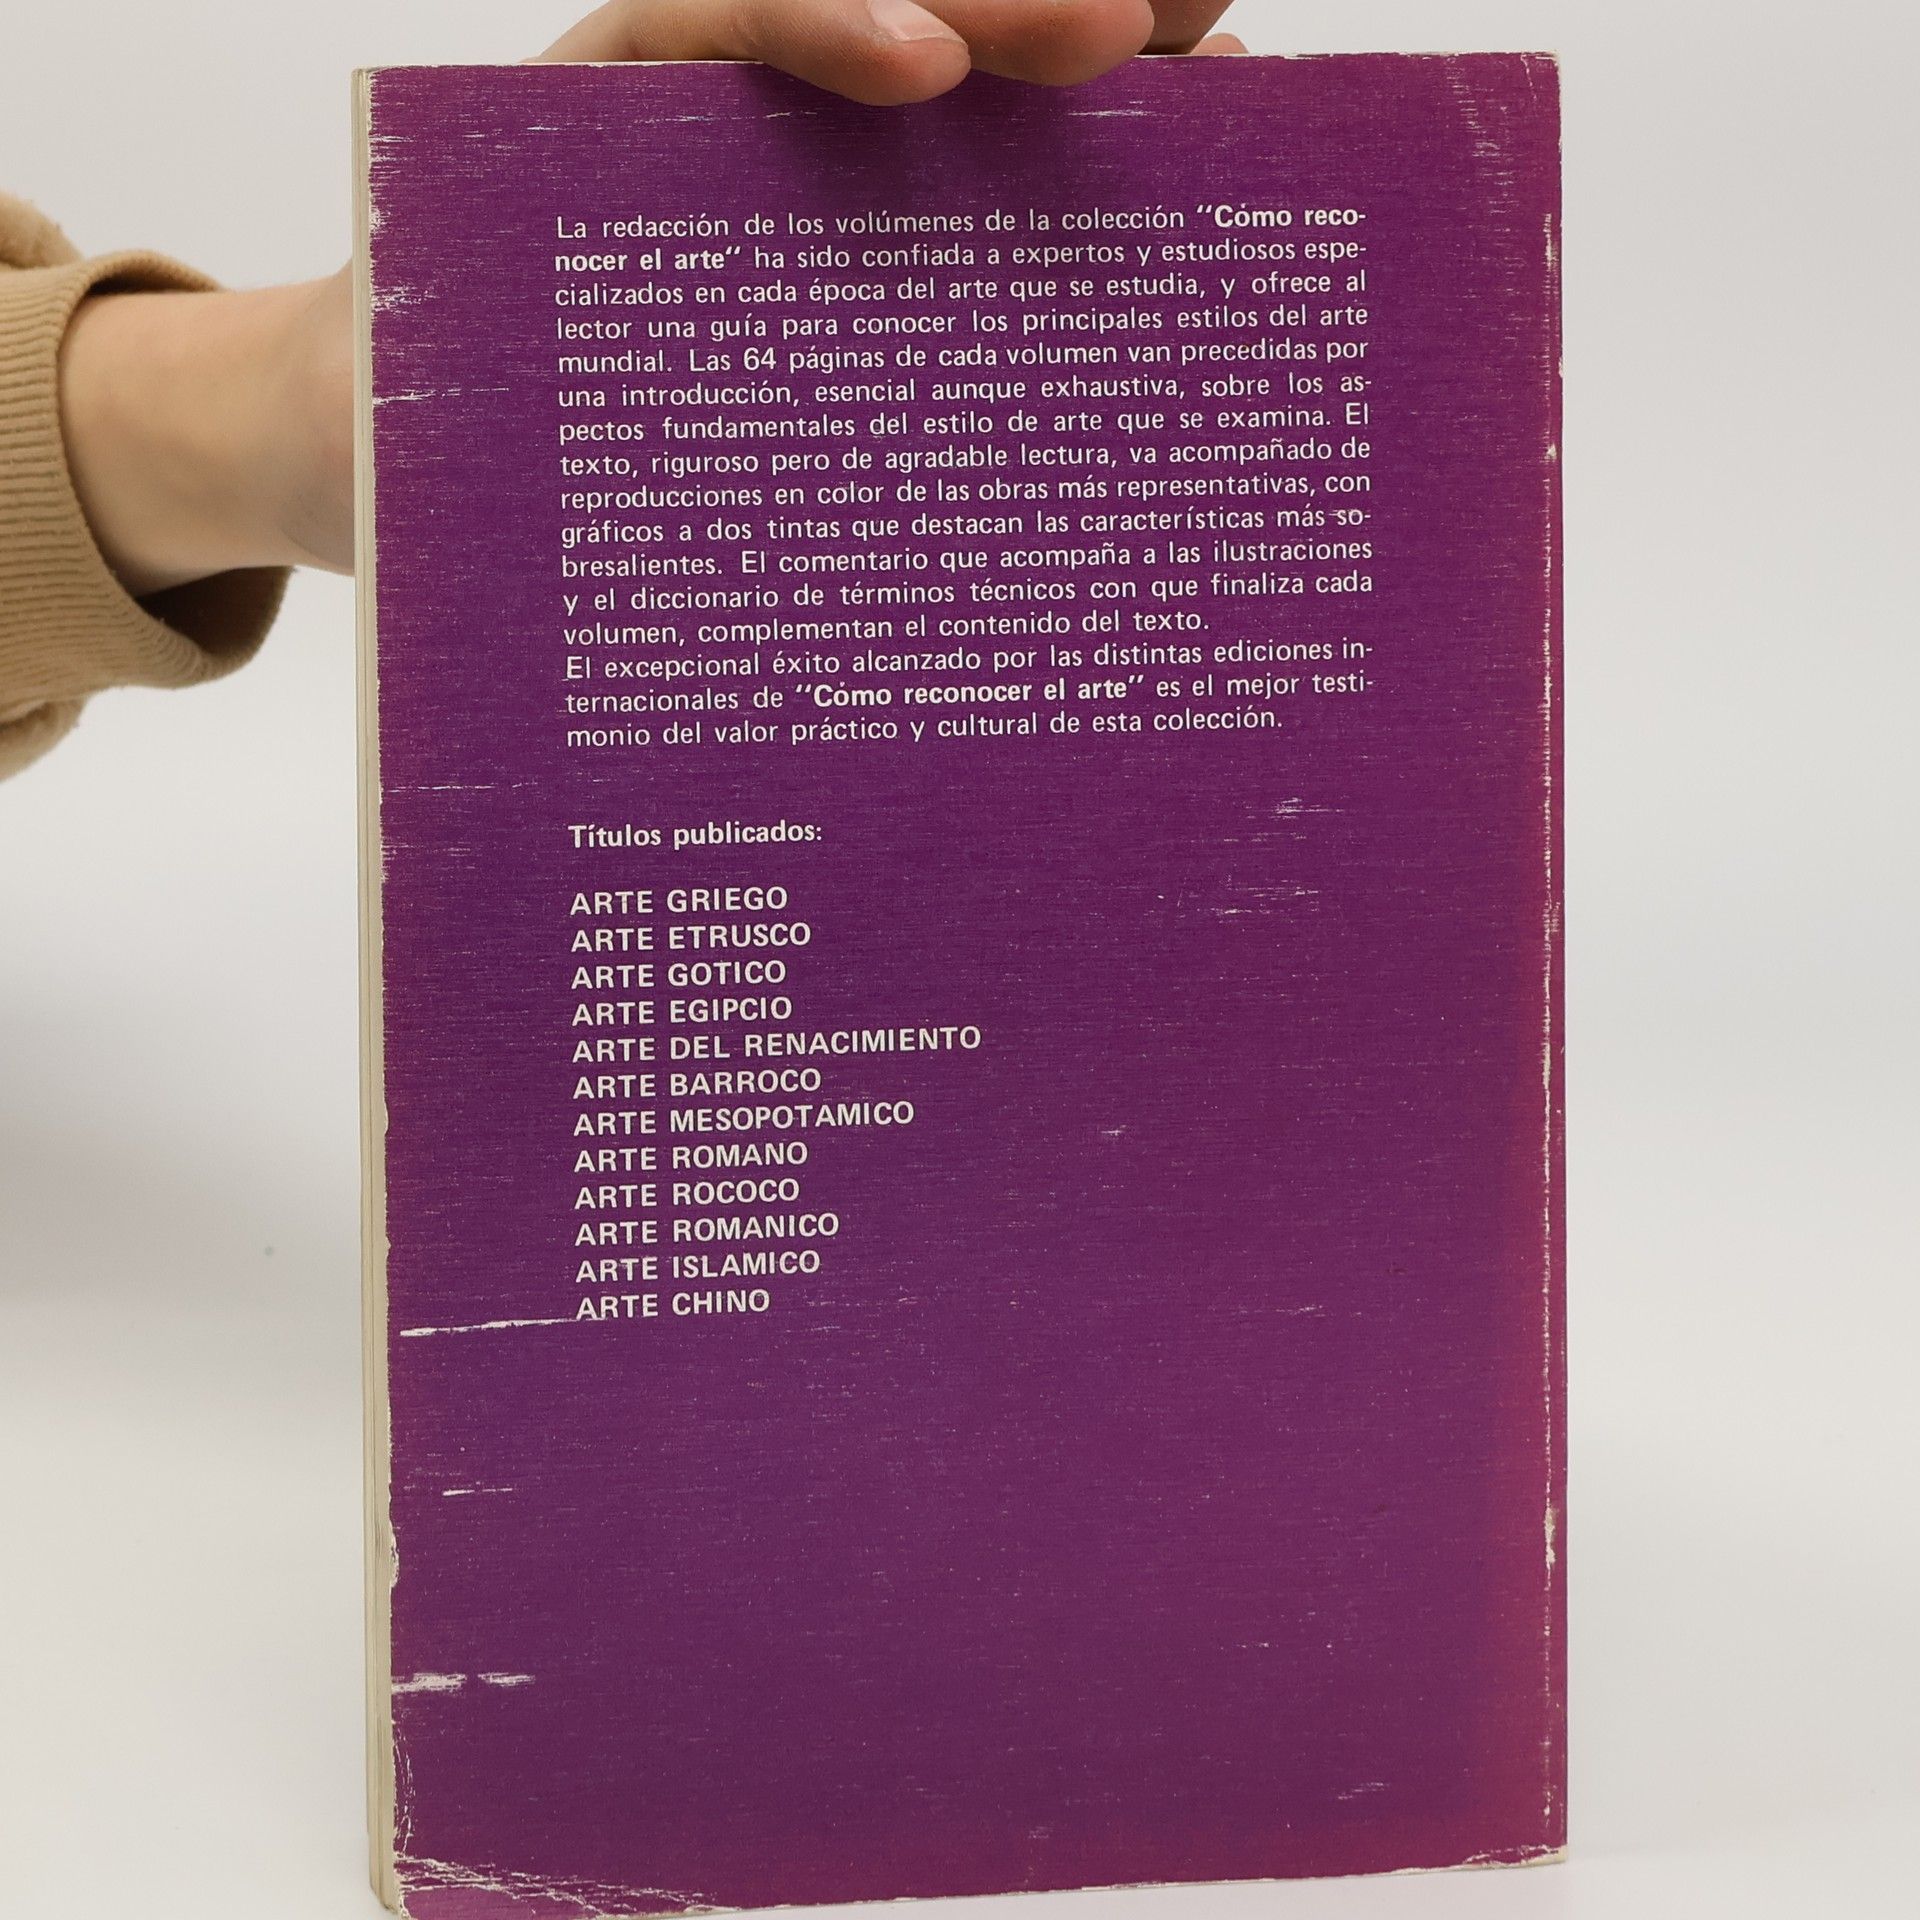 La redacción de los volúmenes de la colección "Cómo reco-
nocer el arte" ha sido confiada a expertos y estudiosos espe-
cializados en cada época del arte que se estudia, y ofrece al
lector una guía para conocer los principales estilos del arte
mundial. Las 64 páginas de cada volumen van precedidas por
una introducción, esencial aunque exhaustiva, sobre los as-
pectos fundamentales del estilo de arte que se examina. El
texto, riguroso pero de agradable lectura, va acompañado de
reproducciones en color de las obras más representativas, con
gráficos a dos tintas que destacan las características más so-
bresalientes. El comentario que acompaña a las ilustraciones
y el diccionario de términos técnicos con que finaliza cada
volumen, complementan el contenido del texto.
El excepcional éxito alcanzado por las distintas ediciones in-
ternacionales de "Cómo reconocer el arte" es el mejor testi-
monio del valor práctico y cultural de esta colección.
Títulos publicados:
ARTE GRIEGO
ARTE ETRUSCO
ARTE GOTICO
ARTE EGIPCIO
ARTE DEL RENACIMIENTO
ARTE BARROCO
ARTE MESOPOTAMICO
ARTE ROMANO
ARTE ROCOCO
ARTE ROMANICO
ARTE ISLAMICO
ARTE CHINO